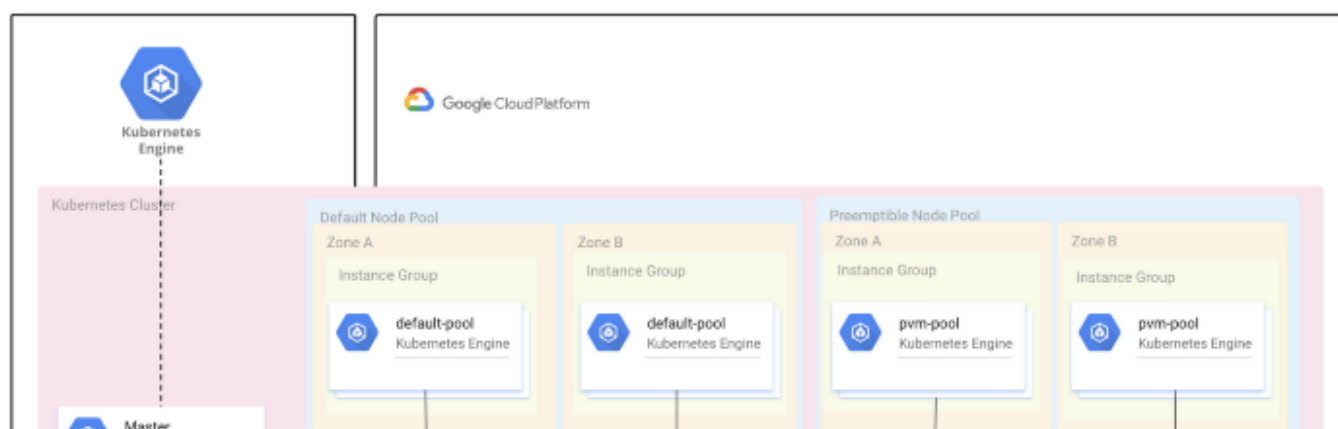 Kubernetes
Engine
Google Cloud Platform
Kubernetes Cluster
Default Node Pool
Preemptible Node Pool
Zone A
Zone B
Zone A
Zone B
Instance Group
Instance Group
Instance Group
Instance Group
default-pool
Kubernetes Engine
default-pool
Kubernetes Engine
pvm-pool
Kubernetes Engine
pvm-pool
Kubernetes Engine
Master